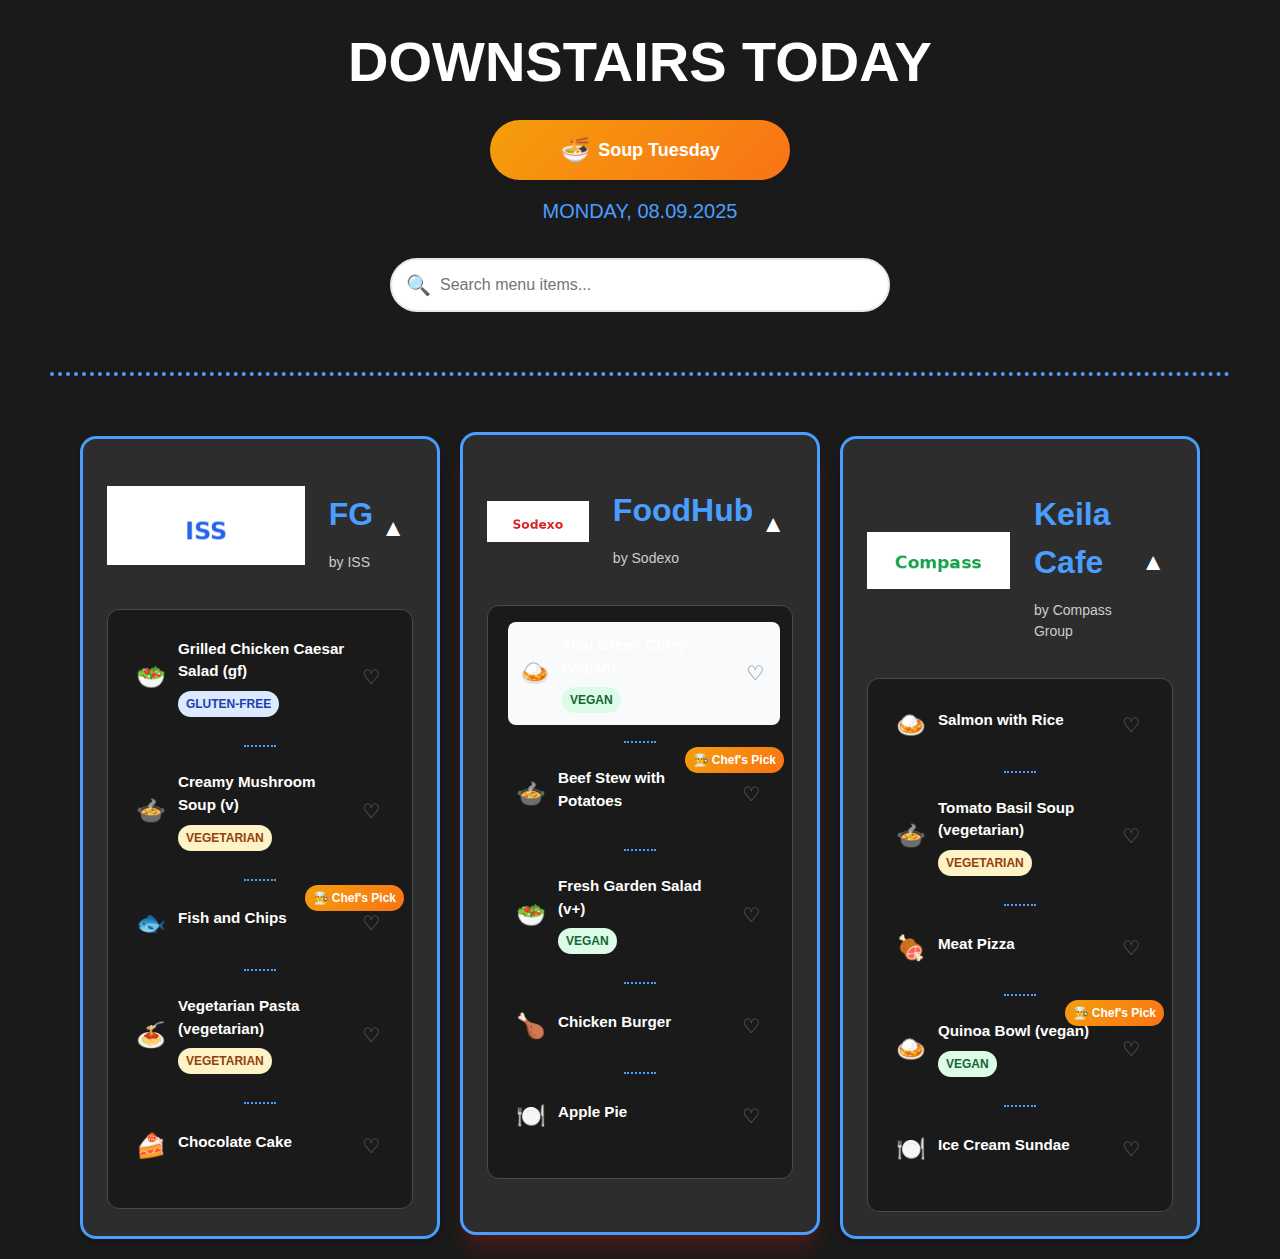 DOWNSTAIRS TODAY
Soup Tuesday
MONDAY, 08.09.2025
Search menu items...
ISS
FG
by ISS
Grilled Chicken Caesar
Salad (gf)
GLUTEN-FREE
Creamy Mushroom
Soup (v)
VEGETARIAN
Chef's Pick
Fish and Chips
Vegetarian Pasta
(vegetarian)
VEGETARIAN
Chocolate Cake
Sodexo
FoodHub
by Sodexo
Thai Green Curry
(vegan)
VEGAN
Chef's Pick
Beef Stew with
Potatoes
Fresh Garden Salad
(v+)
VEGAN
Chicken Burger
Apple Pie
Compass
Keila
Cafe
by Compass
Group
Salmon with Rice
Tomato Basil Soup
(vegetarian)
VEGETARIAN
Meat Pizza
Chef's Pick
Quinoa Bowl (vegan)
VEGAN
Ice Cream Sundae